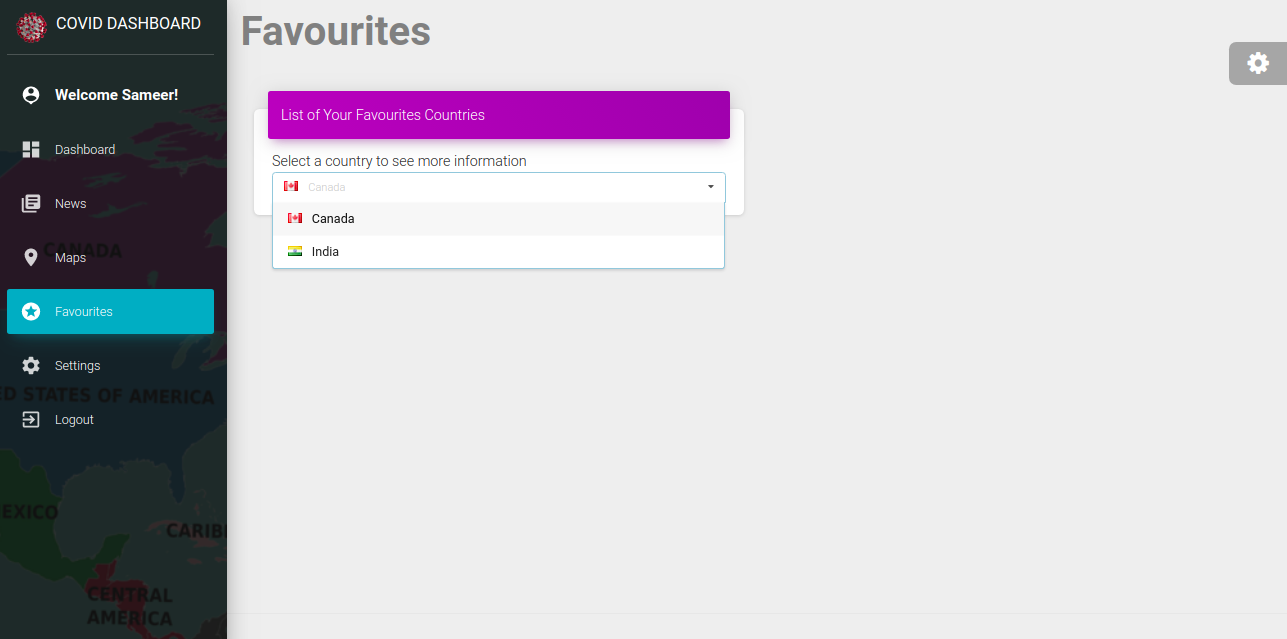 COVID DASHBOARD
Welcome Sameer!
Dashboard
News
CANADA
Maps
Favourites
Settings
ED STATES OF AMERICA
Logout
EXICO
CARIB
CENTRAL
AMERICA
Favourites
List of Your Favourites Countries
Select a country to see more information
Canada
Canada
India